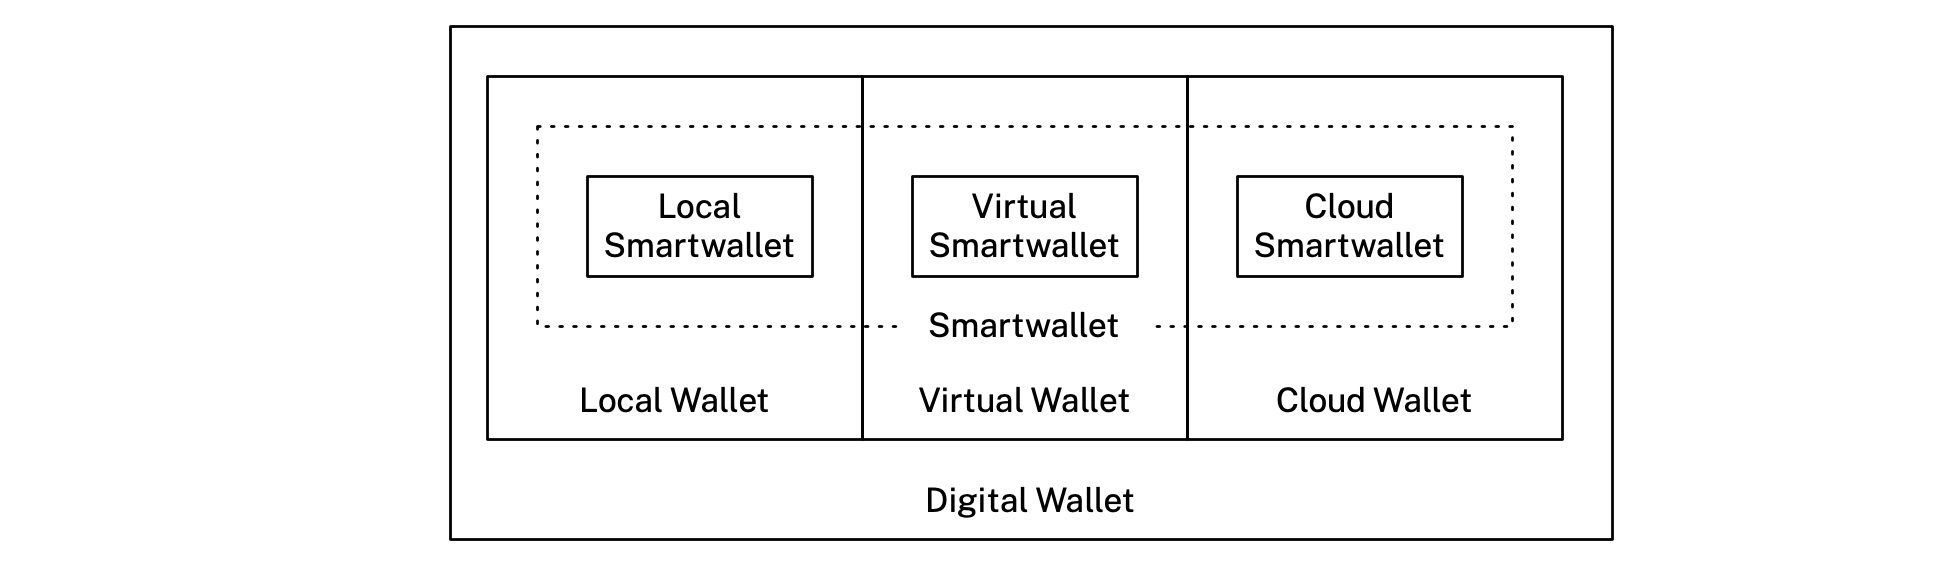 Local
Smartwallet
Virtual
Smartwallet
Cloud
Smartwallet
Smartwallet
Local Wallet
Virtual Wallet
Cloud Wallet
Digital Wallet